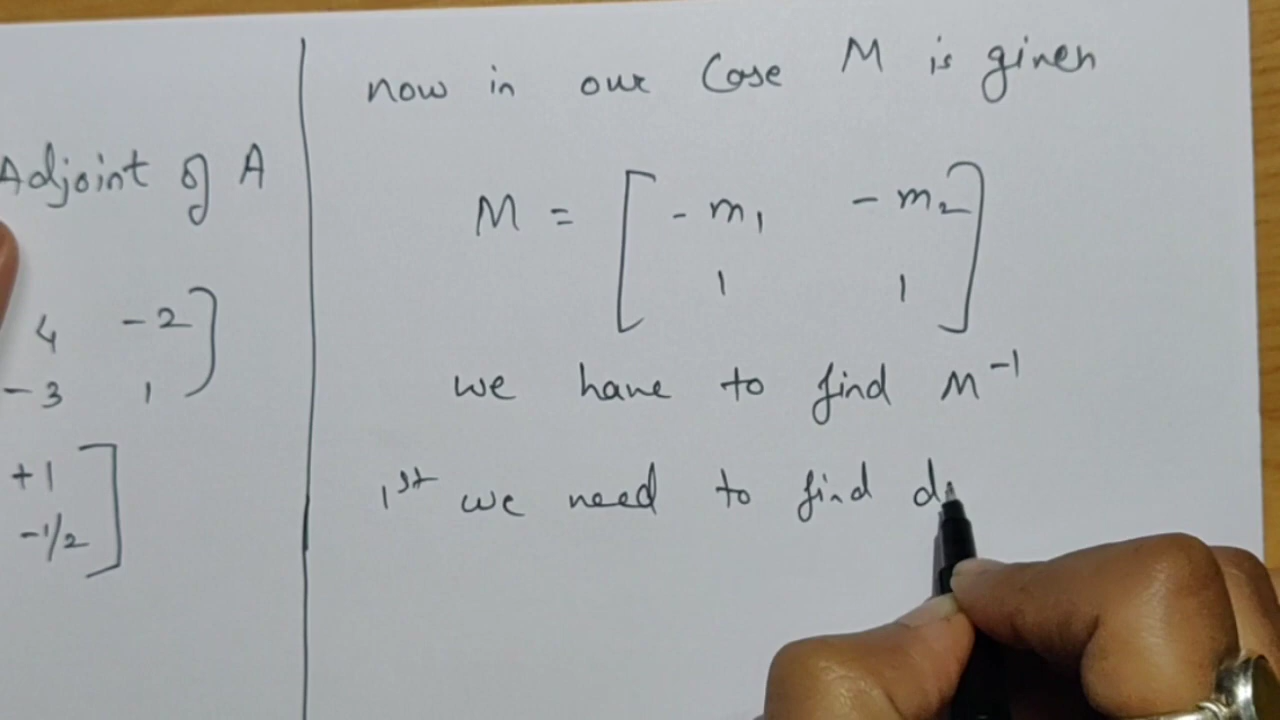 Adjoint of A
4 -2
-3 1
+1
-1/2
now in our Case M is given
M = [ -m₁ -m₂
1 1 ]
we have to find M⁻¹
1st we need to find d